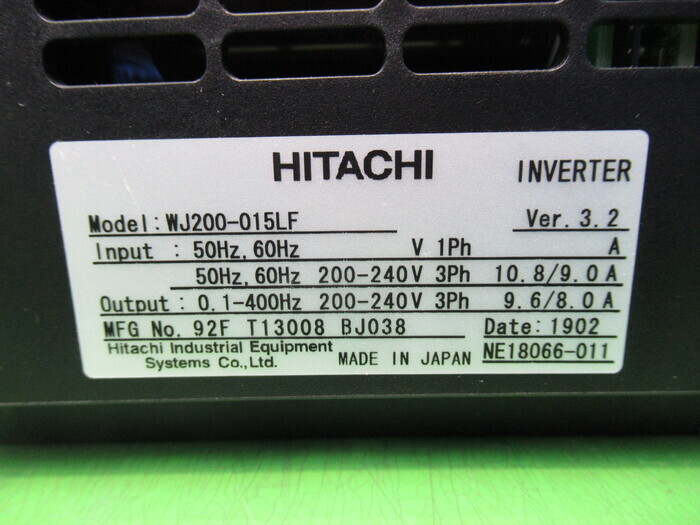 HITACHI INVERTER
Model: WJ200-015LF Ver. 3.2
Input : 50Hz, 60Hz V 1Ph A
50Hz, 60Hz 200-240V 3Ph 10.8/9.0A
Output : 0.1-400Hz 200-240V 3Ph 9.6/8.0A
MFG No. 92F T13008 BJ038 Date: 1902
Hitachi Industrial Equipment
Systems Co.,Ltd. MADE IN JAPAN NE18066-011